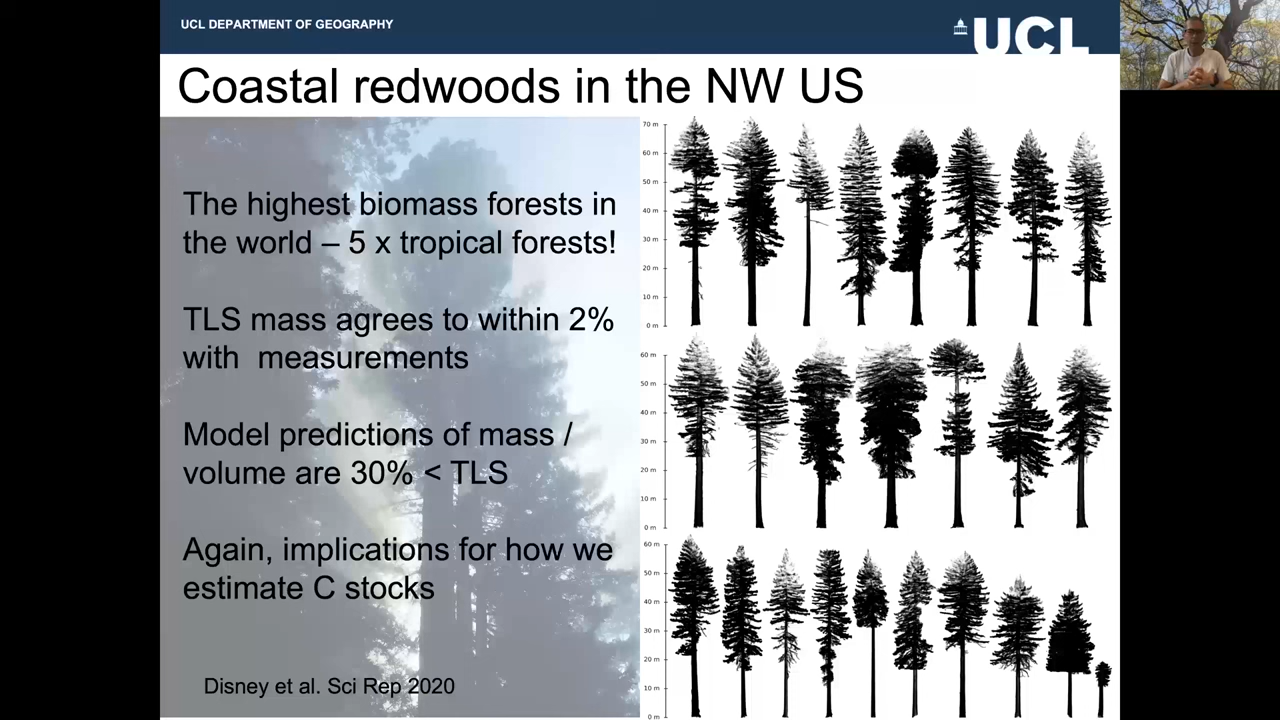 UCL DEPARTMENT OF GEOGRAPHY
UCL
Coastal redwoods in the NW US
The highest biomass forests in
the world – 5 x tropical forests!
TLS mass agrees to within 2%
with  measurements
Model predictions of mass /
volume are 30% < TLS
Again, implications for how we
estimate C stocks
Disney et al. Sci Rep 2020
70 m
60 m
50 m
40 m
30 m
20 m
10 m
0 m
60 m
50 m
40 m
30 m
20 m
10 m
0 m
60 m
50 m
40 m
30 m
20 m
10 m
0 m